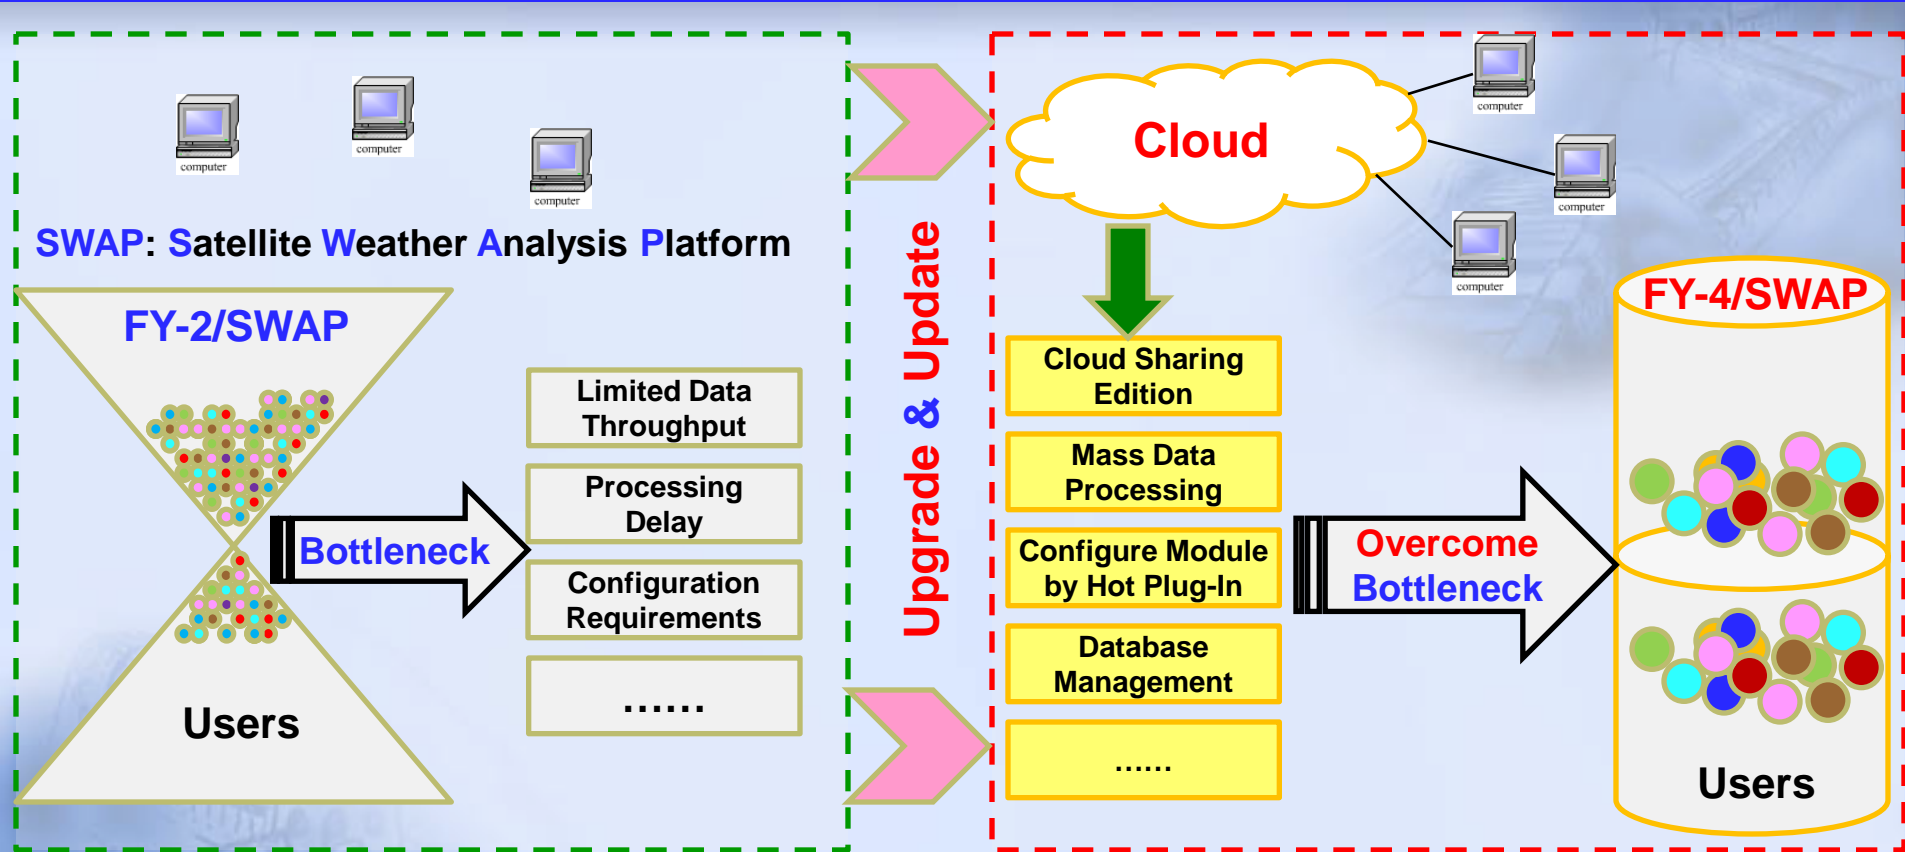 computer
computer
computer
SWAP: Satellite Weather Analysis Platform
FY-2/SWAP
Bottleneck
Users
Limited Data
Throughput
Processing
Delay
Configuration
Requirements
......
Upgrade & Update
Cloud
computer
computer
computer
Cloud Sharing
Edition
Mass Data
Processing
Configure Module
by Hot Plug-In
Database
Management
......
Overcome
Bottleneck
FY-4/SWAP
Users